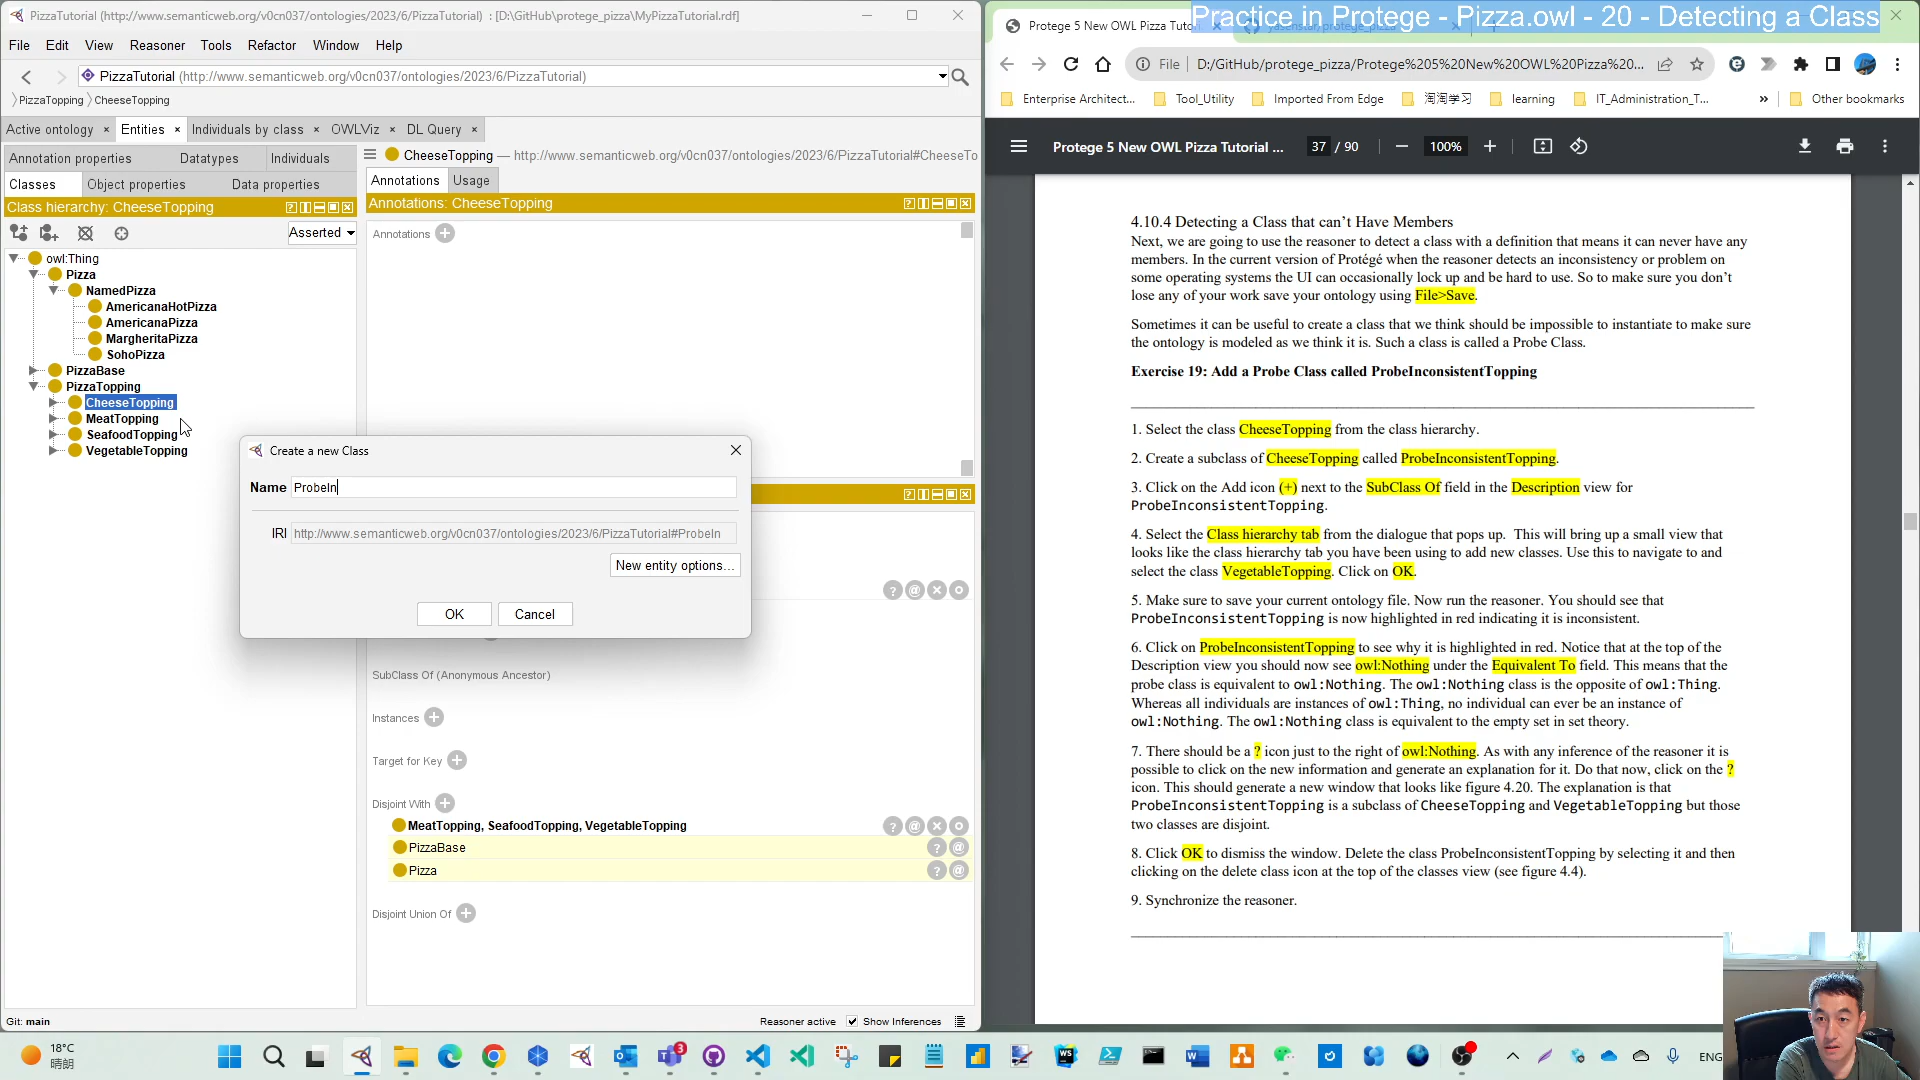 PizzaTutorial (http://www.semanticweb.org/v0cn037/ontologies/2023/6/PizzaTutorial) : [D:\GitHub\protege_pizza\MyPizzaTutorial.rdf]
File Edit View Reasoner Tools Refactor Window Help
PizzaTutorial (http://www.semanticweb.org/v0cn037/ontologies/2023/6/PizzaTutorial)
PizzaTopping CheeseTopping
Active ontology × Entities × Individuals by class × OWLViz × DL Query ×
Annotation properties Datatypes Individuals
Classes Object properties Data properties
Class hierarchy: CheeseTopping
Asserted
owl:Thing
Pizza
NamedPizza
AmericanaHotPizza
AmericanaPizza
MargheritaPizza
SohoPizza
PizzaBase
PizzaTopping
CheeseTopping
MeatTopping
SeafoodTopping
VegetableTopping
CheeseTopping — http://www.semanticweb.org/v0cn037/ontologies/2023/6/PizzaTutorial#CheeseTo
Annotations Usage
Annotations: CheeseTopping
Annotations
Create a new Class
Name ProbeIn
IRI http://www.semanticweb.org/v0cn037/ontologies/2023/6/PizzaTutorial#ProbeIn
New entity options...
OK Cancel
SubClass Of (Anonymous Ancestor)
Instances
Target for Key
Disjoint With
MeatTopping, SeafoodTopping, VegetableTopping
PizzaBase
Pizza
Disjoint Union Of
Git: main
Reasoner active Show Inferences
Practice in Protege - Pizza.owl - 20 - Detecting a Class
Protege 5 New OWL Pizza Tutor
yasenstar/protege_pizza
File D:/GitHub/protege_pizza/Protege%205%20New%20OWL%20Pizza%20...
Enterprise Architect... Tool_Utility Imported From Edge 淘淘学习 learning IT_Administration_T... » Other bookmarks
Protege 5 New OWL Pizza Tutorial ... 37 / 90 100%
4.10.4 Detecting a Class that can’t Have Members
Next, we are going to use the reasoner to detect a class with a definition that means it can never have any
members. In the current version of Protégé when the reasoner detects an inconsistency or problem on
some operating systems the UI can occasionally lock up and be hard to use. So to make sure you don’t
lose any of your work save your ontology using File>Save.
Sometimes it can be useful to create a class that we think should be impossible to instantiate to make sure
the ontology is modeled as we think it is. Such a class is called a Probe Class.
Exercise 19: Add a Probe Class called ProbeInconsistentTopping
1. Select the class CheeseTopping from the class hierarchy.
2. Create a subclass of CheeseTopping called ProbeInconsistentTopping.
3. Click on the Add icon (+) next to the SubClass Of field in the Description view for
ProbeInconsistentTopping.
4. Select the Class hierarchy tab from the dialogue that pops up. This will bring up a small view that
looks like the class hierarchy tab you have been using to add new classes. Use this to navigate to and
select the class VegetableTopping. Click on OK.
5. Make sure to save your current ontology file. Now run the reasoner. You should see that
ProbeInconsistentTopping is now highlighted in red indicating it is inconsistent.
6. Click on ProbeInconsistentTopping to see why it is highlighted in red. Notice that at the top of the
Description view you should now see owl:Nothing under the Equivalent To field. This means that the
probe class is equivalent to owl:Nothing. The owl:Nothing class is the opposite of owl:Thing.
Whereas all individuals are instances of owl:Thing, no individual can ever be an instance of
owl:Nothing. The owl:Nothing class is equivalent to the empty set in set theory.
7. There should be a ? icon just to the right of owl:Nothing. As with any inference of the reasoner it is
possible to click on the new information and generate an explanation for it. Do that now, click on the ?
icon. This should generate a new window that looks like figure 4.20. The explanation is that
ProbeInconsistentTopping is a subclass of CheeseTopping and VegetableTopping but those
two classes are disjoint.
8. Click OK to dismiss the window. Delete the class ProbeInconsistentTopping by selecting it and then
clicking on the delete class icon at the top of the classes view (see figure 4.4).
9. Synchronize the reasoner.
18°C
晴朗
3
ENG